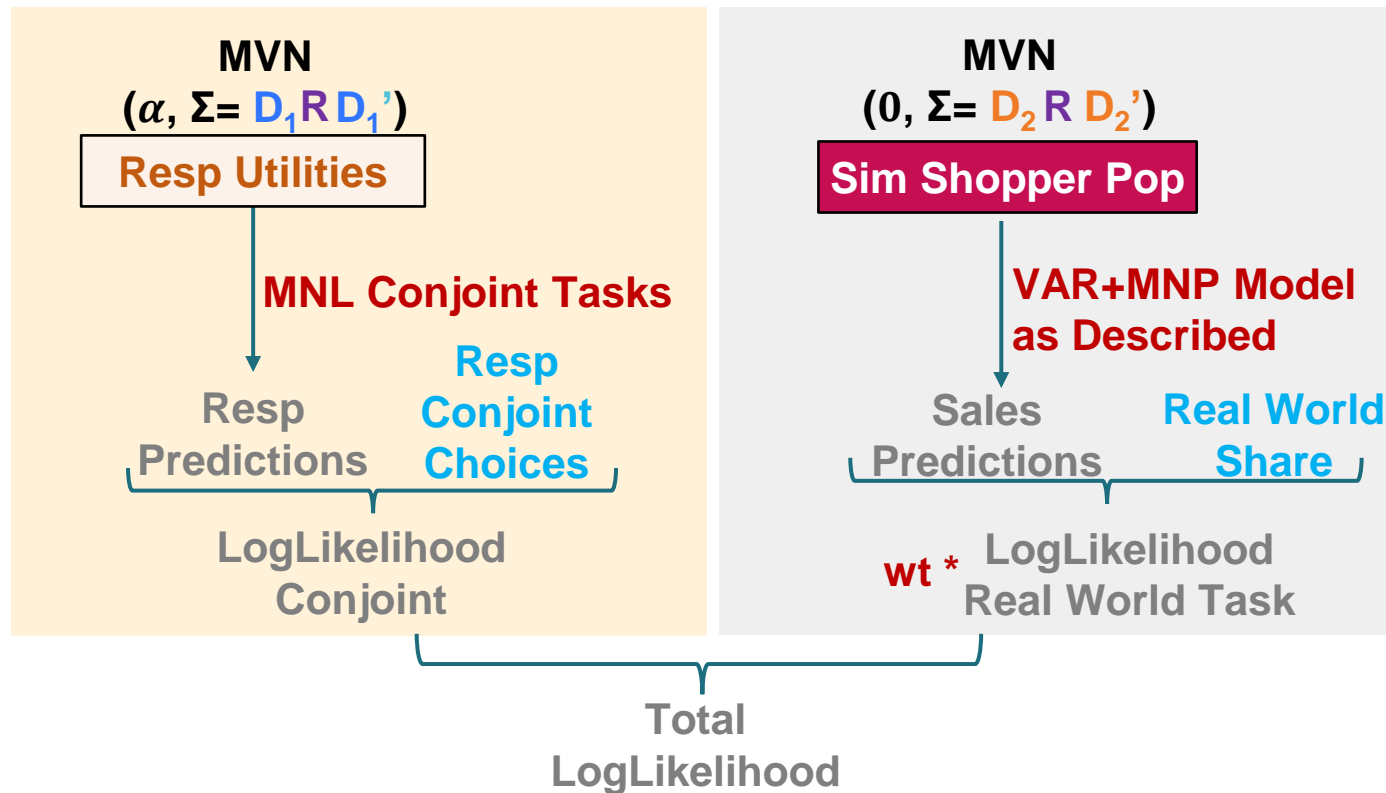 MVN
(α, Σ= D₁R D₁')
Resp Utilities
MNL Conjoint Tasks
Resp
Predictions
Resp
Conjoint
Choices
LogLikelihood
Conjoint
MVN
(0, Σ= D₂ R D₂')
Sim Shopper Pop
VAR+MNP Model
as Described
Sales
Predictions
Real World
Share
wt *
LogLikelihood
Real World Task
Total
LogLikelihood